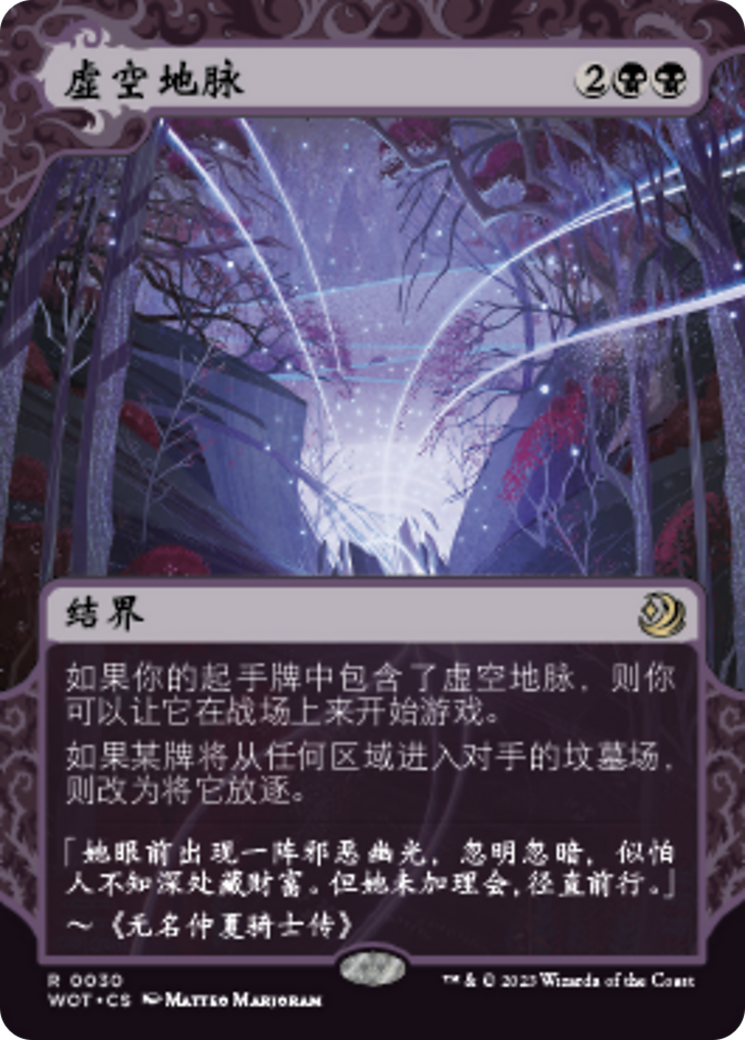 虚空地脉
2
结界
如果你的起手牌中包含了虚空地脉，则你
可以让它在战场上来开始游戏。
如果某牌将从任何区域进入对手的坟墓场，
则改为将它放逐。
「她眼前出现一阵邪恶幽光，忽明忽暗，似怕
人不知深处藏财富。但她未加理会，径直前行。」
～《无名仲夏骑士传》
R 0030
WOT • CS MATTEO MARJORAM
™ & © 2023 Wizards of the Coast